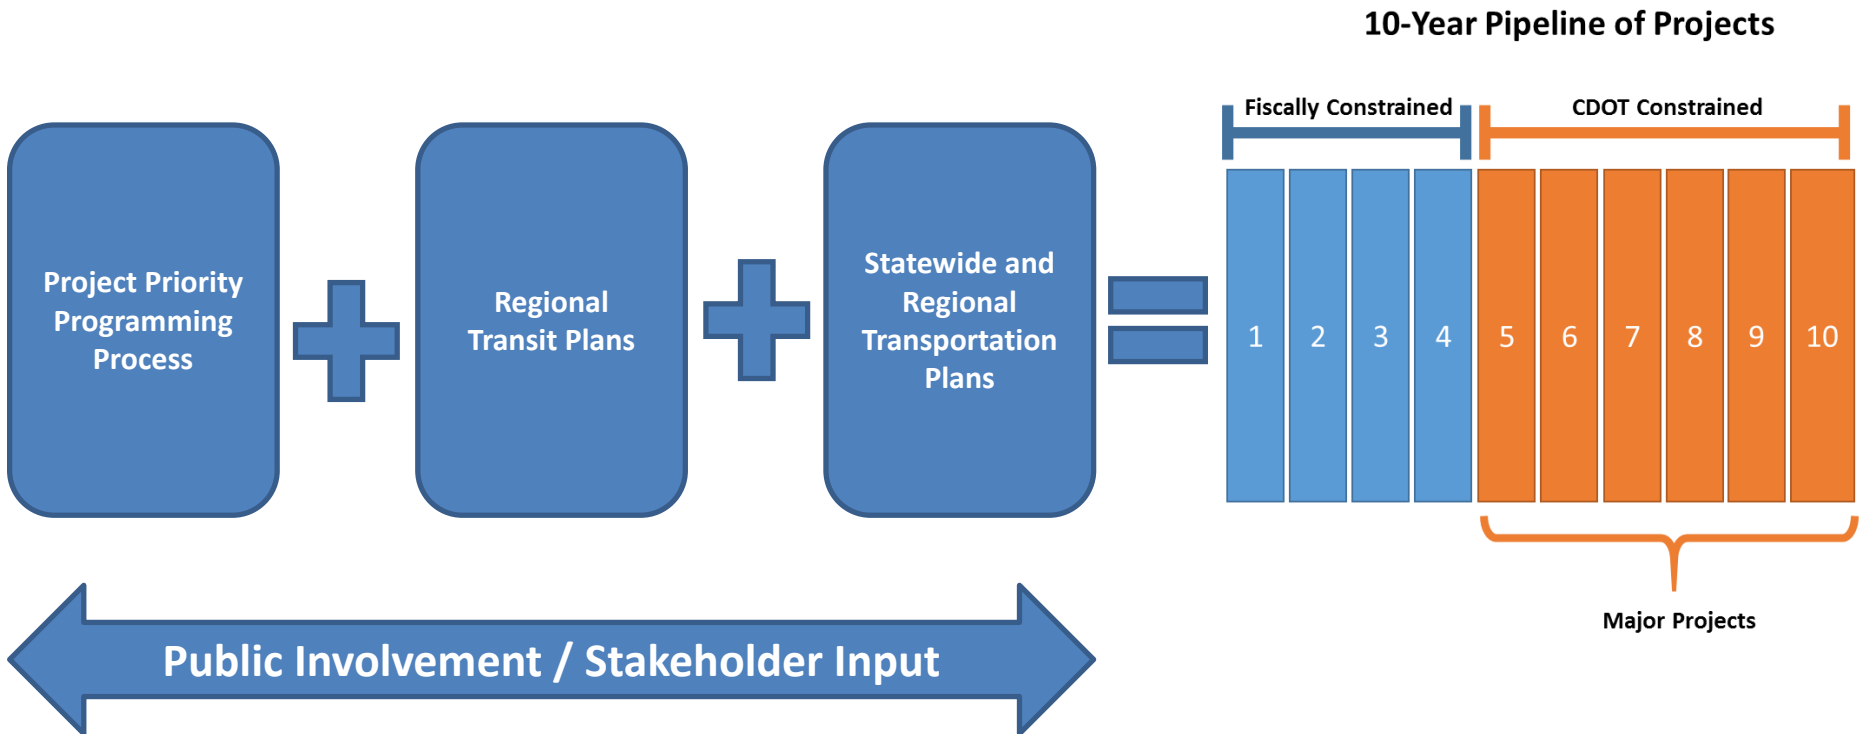 10-Year Pipeline of Projects
Fiscally Constrained
CDOT Constrained
Project Priority
Programming
Process
Regional
Transit Plans
Statewide and
Regional
Transportation
Plans
1 2 3 4 5 6 7 8 9 10
Major Projects
Public Involvement / Stakeholder Input